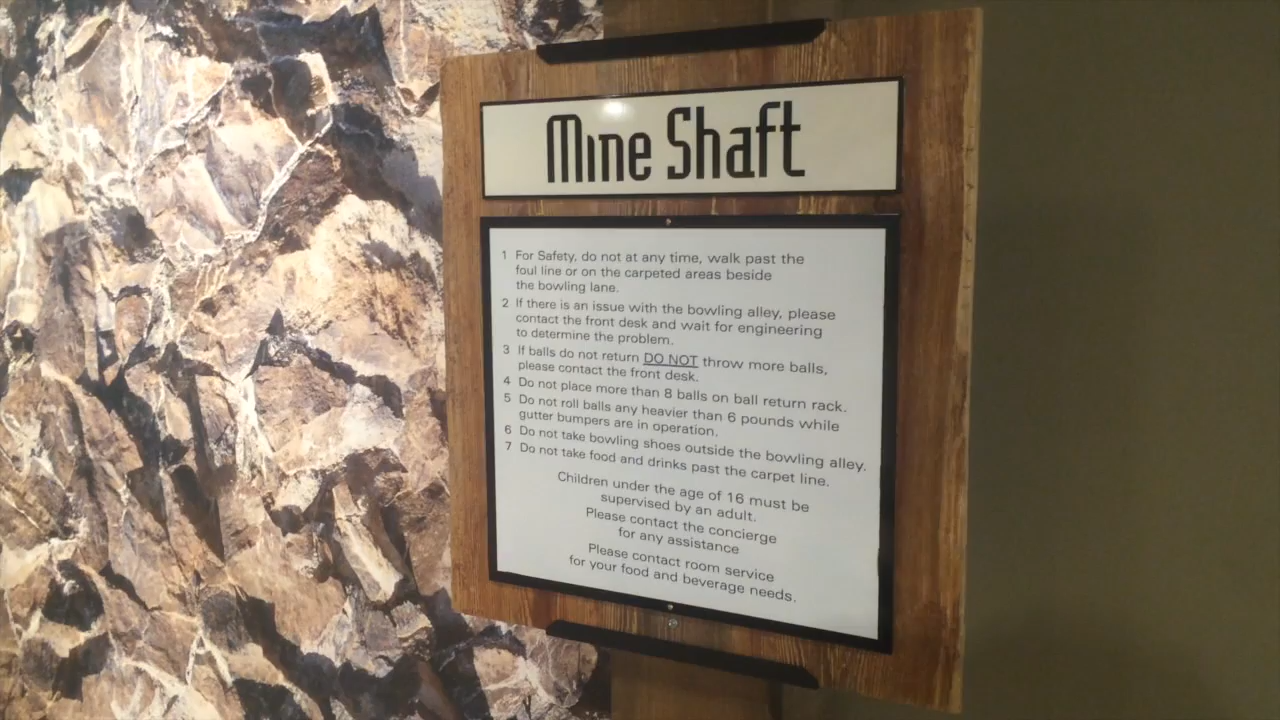 Mine Shaft
1 For Safety, do not at any time, walk past the
foul line or on the carpeted areas beside
the bowling lane.
2 If there is an issue with the bowling alley, please
contact the front desk and wait for engineering
to determine the problem.
3 If balls do not return DO NOT throw more balls,
please contact the front desk.
4 Do not place more than 8 balls on ball return rack.
5 Do not roll balls any heavier than 6 pounds while
gutter bumpers are in operation.
6 Do not take bowling shoes outside the bowling alley.
7 Do not take food and drinks past the carpet line.
Children under the age of 16 must be
supervised by an adult.
Please contact the concierge
for any assistance
Please contact room service
for your food and beverage needs.